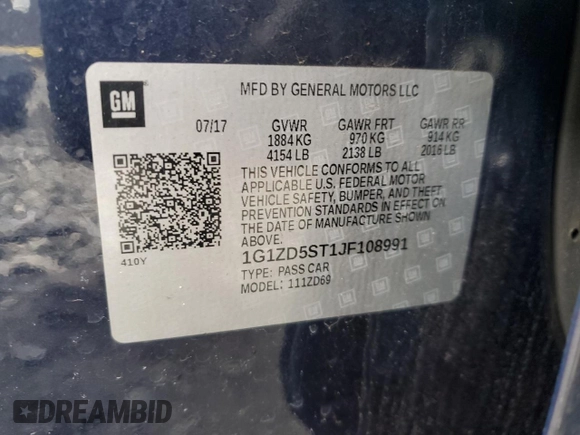 GM
MFD BY GENERAL MOTORS LLC
07/17 GVWR GAWR FRT GAWR RR
1884 KG 970 KG 914 KG
4154 LB 2138 LB 2016 LB
THIS VEHICLE CONFORMS TO ALL
APPLICABLE U.S. FEDERAL MOTOR
VEHICLE SAFETY, BUMPER, AND THEFT
PREVENTION STANDARDS IN EFFECT ON
THE DATE OF MANUFACTURE SHOWN
ABOVE.
410Y
1G1ZD5ST1JF108991
TYPE: PASS CAR
MODEL: 111ZD69
DREAMBID